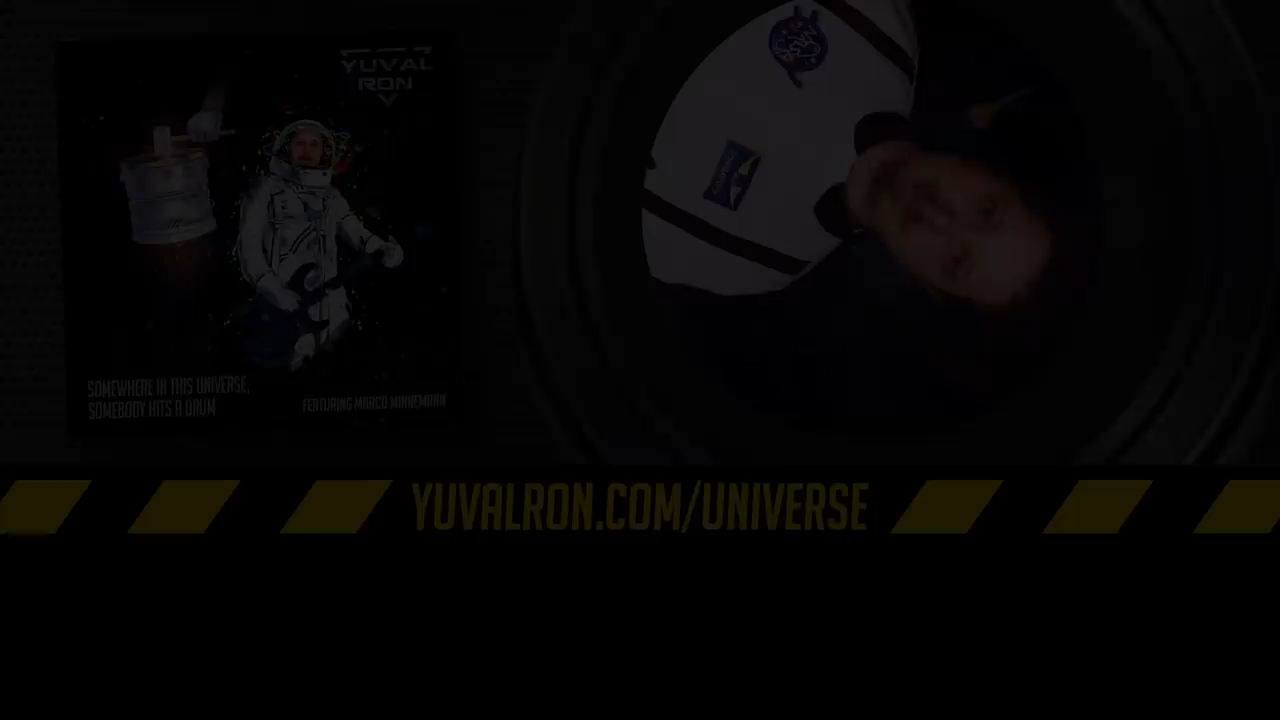 YUVAL
RON
SOMEWHERE IN THIS UNIVERSE,
SOMEBODY HITS A DRUM
FEATURING MARCO MINNEMANN
YUVALRON.COM/UNIVERSE